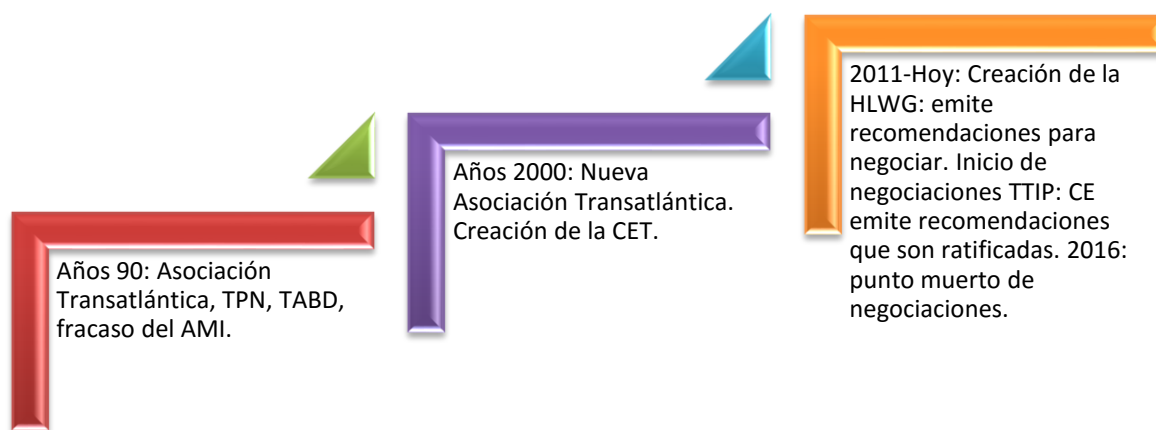 Años 90: Asociación
Transatlántica, TPN, TABD,
fracaso del AMI.
Años 2000: Nueva
Asociación Transatlántica.
Creación de la CET.
2011-Hoy: Creación de la
HLWG: emite
recomendaciones para
negociar. Inicio de
negociaciones TTIP: CE
emite recomendaciones
que son ratificadas. 2016:
punto muerto de
negociaciones.